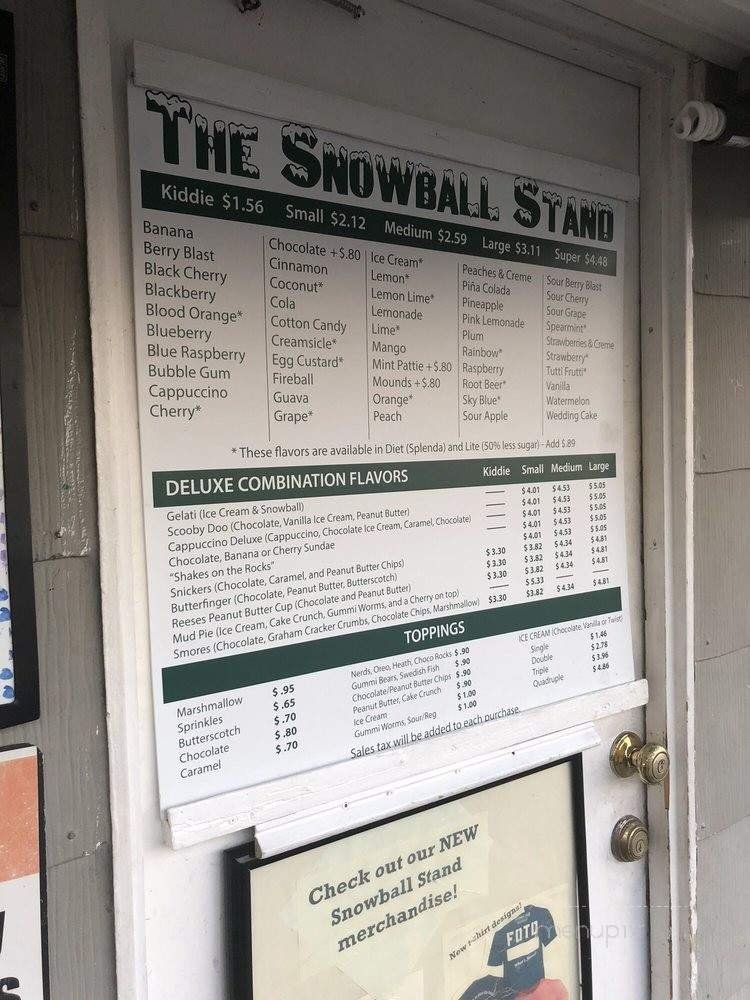 THE SNOWBALL STAND
Kiddie $1.56 Small $2.12 Medium $2.59 Large $3.11 Super $4.48
Banana
Berry Blast
Black Cherry
Blackberry
Blood Orange*
Blueberry
Blue Raspberry
Bubble Gum
Cappuccino
Cherry*
Chocolate +$.80
Cinnamon
Coconut*
Cola
Cotton Candy
Creamsicle*
Egg Custard*
Fireball
Guava
Grape*
Ice Cream*
Lemon*
Lemon Lime*
Lemonade
Lime*
Mango
Mint Pattie +$.80
Mounds +$.80
Orange*
Peach
Peaches & Creme
Piña Colada
Pineapple
Pink Lemonade
Plum
Rainbow*
Raspberry
Root Beer*
Sky Blue*
Sour Apple
Sour Berry Blast
Sour Cherry
Sour Grape
Spearmint*
Strawberries & Creme
Strawberry*
Tutti Frutti*
Vanilla
Watermelon
Wedding Cake
* These flavors are available in Diet (Splenda) and Lite (50% less sugar) - Add $.89
DELUXE COMBINATION FLAVORS Kiddie Small Medium Large
Gelati (Ice Cream & Snowball) $4.01 $4.53 $5.05
Scooby Doo (Chocolate, Vanilla Ice Cream, Peanut Butter) $4.01 $4.53 $5.05
Cappuccino Deluxe (Cappuccino, Chocolate Ice Cream, Caramel, Chocolate) $4.01 $4.53 $5.05
Chocolate, Banana or Cherry Sundae $4.01 $4.53 $5.05
"Shakes on the Rocks" $4.01 $4.53 $5.05
Snickers (Chocolate, Caramel, and Peanut Butter Chips) $3.30 $3.82 $4.34 $4.81
Butterfinger (Chocolate, Peanut Butter, Butterscotch) $3.30 $3.82 $4.34 $4.81
Reeses Peanut Butter Cup (Chocolate and Peanut Butter) $3.30 $3.82 $4.34 $4.81
Mud Pie (Ice Cream, Cake Crunch, Gummi Worms, and a Cherry on top) $5.33
Smores (Chocolate, Graham Cracker Crumbs, Chocolate Chips, Marshmallow) $3.30 $3.82 $4.34 $4.81
TOPPINGS
Marshmallow $.95
Sprinkles $.65
Butterscotch $.70
Chocolate $.80
Caramel $.70
Nerds, Oreo, Heath, Choco Rocks $.90
Gummi Bears, Swedish Fish $.90
Chocolate/Peanut Butter Chips $.90
Peanut Butter, Cake Crunch $.90
Ice Cream $1.00
Gummi Worms, Sour/Reg $1.00
ICE CREAM (Chocolate, Vanilla or Twist)
Single $1.46
Double $2.78
Triple $3.96
Quadruple $4.86
Sales tax will be added to each purchase.
Check out our NEW
Snowball Stand
merchandise!
New t-shirt designs!
FOTO
menupix